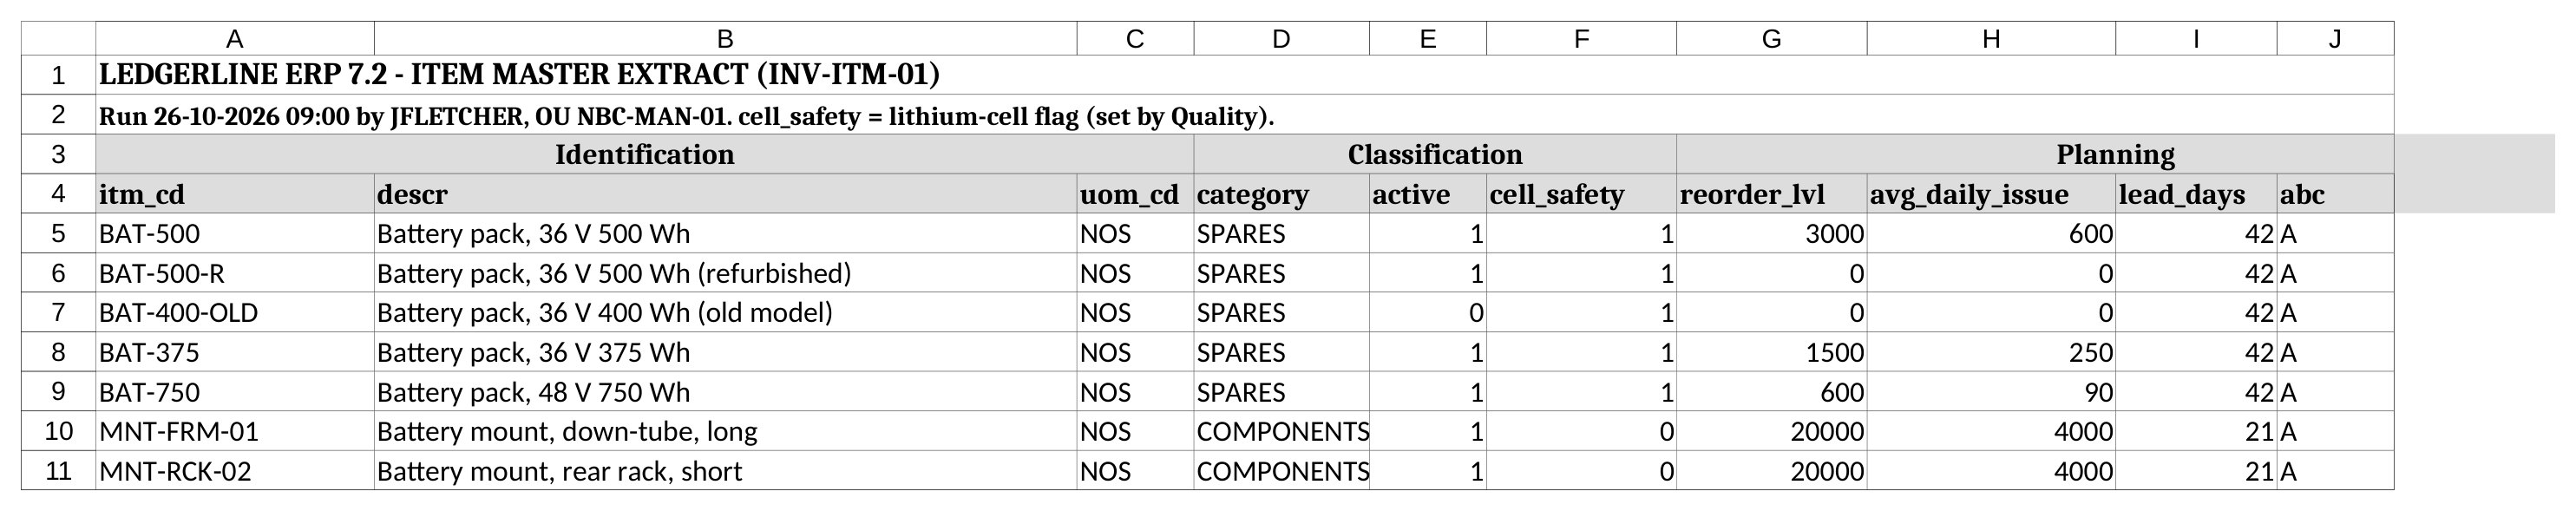 A B C D E F G H I J
1 LEDGERLINE ERP 7.2 - ITEM MASTER EXTRACT (INV-ITM-01)
2 Run 26-10-2026 09:00 by JFLETCHER, OU NBC-MAN-01. cell_safety = lithium-cell flag (set by Quality).
3 Identification Classification Planning
4 itm_cd descr uom_cd category active cell_safety reorder_lvl avg_daily_issue lead_days abc
5 BAT-500 Battery pack, 36 V 500 Wh NOS SPARES 1 1 3000 600 42 A
6 BAT-500-R Battery pack, 36 V 500 Wh (refurbished) NOS SPARES 1 1 0 0 42 A
7 BAT-400-OLD Battery pack, 36 V 400 Wh (old model) NOS SPARES 0 1 0 0 42 A
8 BAT-375 Battery pack, 36 V 375 Wh NOS SPARES 1 1 1500 250 42 A
9 BAT-750 Battery pack, 48 V 750 Wh NOS SPARES 1 1 600 90 42 A
10 MNT-FRM-01 Battery mount, down-tube, long NOS COMPONENTS 1 0 20000 4000 21 A
11 MNT-RCK-02 Battery mount, rear rack, short NOS COMPONENTS 1 0 20000 4000 21 A